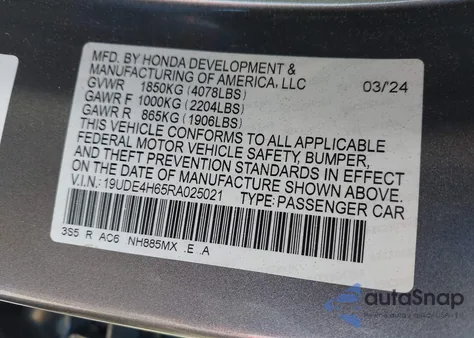 MFD. BY HONDA DEVELOPMENT &
MANUFACTURING OF AMERICA, LLC
GVWR 1850KG (4078LBS) 03/24
GAWR F 1000KG (2204LBS)
GAWR R 865KG (1906LBS)
THIS VEHICLE CONFORMS TO ALL APPLICABLE
FEDERAL MOTOR VEHICLE SAFETY, BUMPER,
AND THEFT PREVENTION STANDARDS IN EFFECT
ON THE DATE OF MANUFACTURE SHOWN ABOVE.
V.I.N.: 19UDE4H65RA025021 TYPE: PASSENGER CAR
3S5 R AC6 NH885MX .E .A
autoSnap